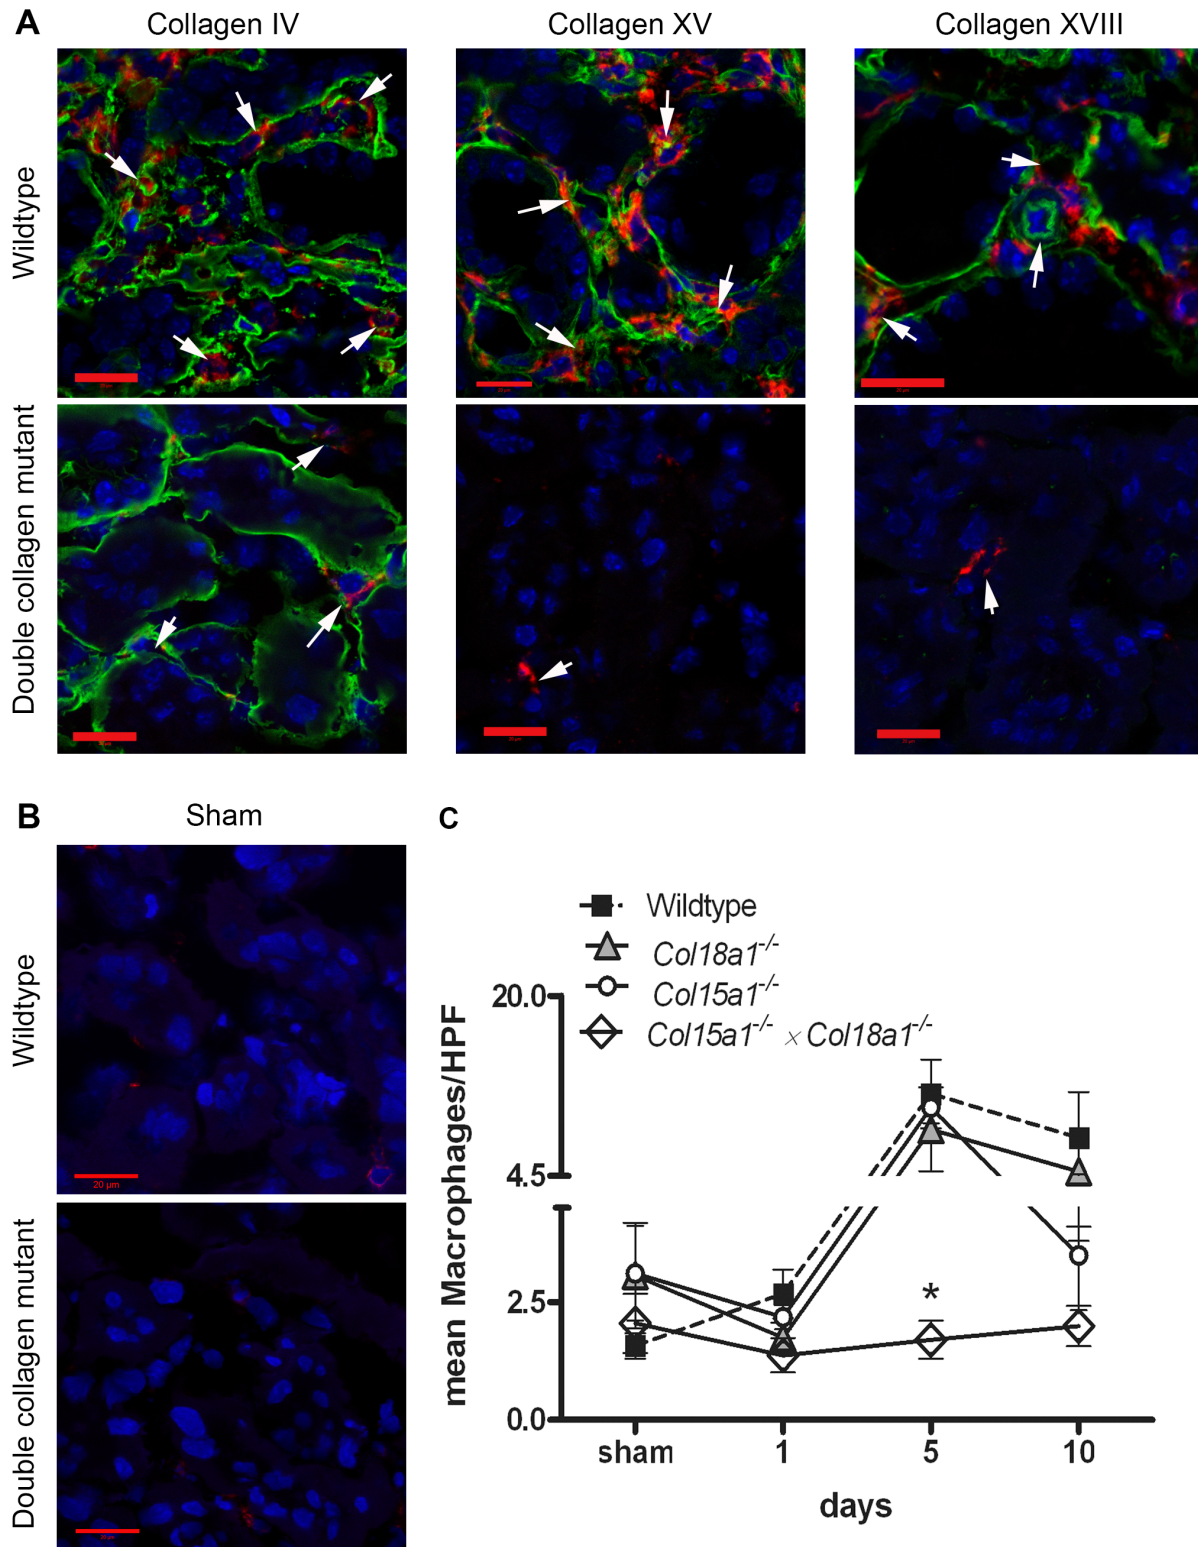 A
Collagen IV
Collagen XV
Collagen XVIII
Wildtype
Double collagen mutant
B
Sham
Wildtype
20 µm
Double collagen mutant
C
Wildtype
Col18a1-/-
Col15a1-/-
Col15a1-/- × Col18a1-/-
mean Macrophages/HPF
20.0
4.5
2.5
0.0
*
sham 1 5 10
days